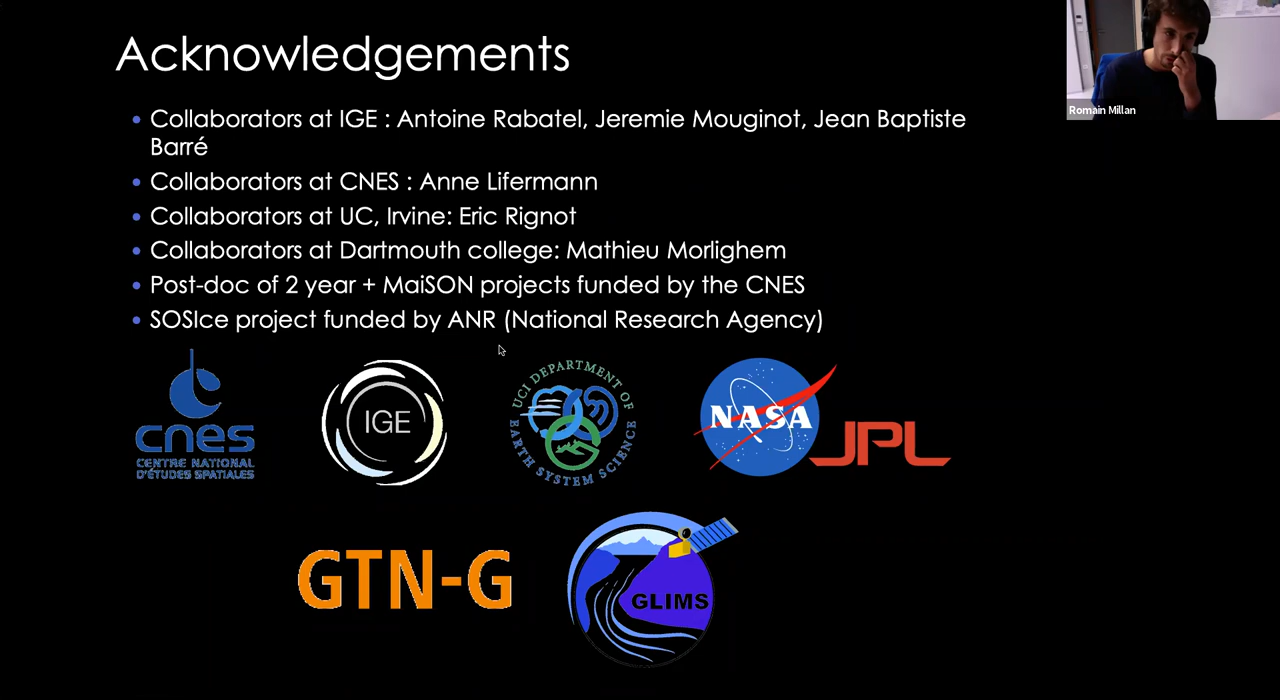 Acknowledgements
Romain Millan
• Collaborators at IGE : Antoine Rabatel, Jeremie Mouginot, Jean Baptiste
Barré
• Collaborators at CNES : Anne Lifermann
• Collaborators at UC, Irvine: Eric Rignot
• Collaborators at Dartmouth college: Mathieu Morlighem
• Post-doc of 2 year + MaiSON projects funded by the CNES
• SOSIce project funded by ANR (National Research Agency)
cnes
CENTRE NATIONAL
D'ÉTUDES SPATIALES
IGE
UCI DEPARTMENT OF
EARTH SYSTEM SCIENCE
NASA
JPL
GTN-G
GLIMS